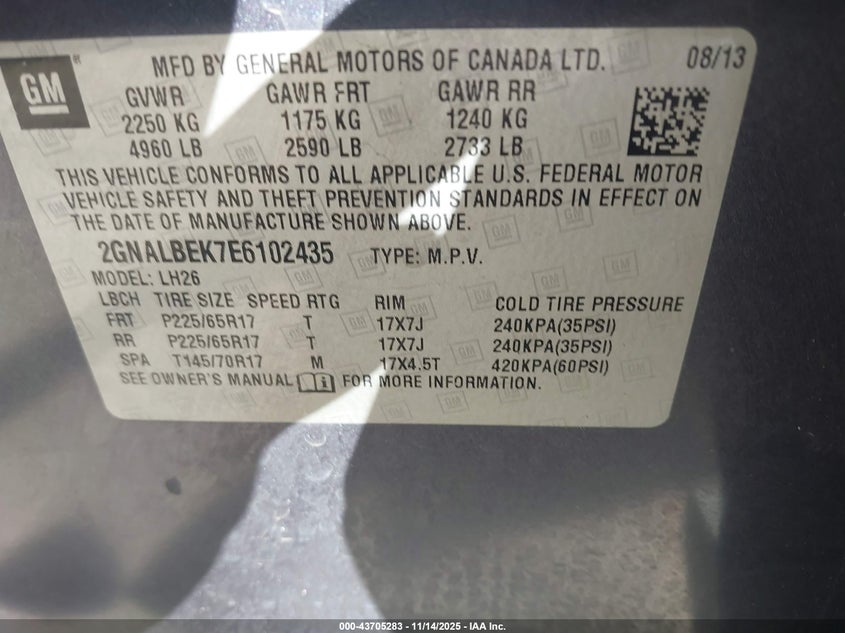 GM ®
MFD BY GENERAL MOTORS OF CANADA LTD. 08/13
GVWR GAWR FRT GAWR RR
2250 KG 1175 KG 1240 KG
4960 LB 2590 LB 2733 LB
THIS VEHICLE CONFORMS TO ALL APPLICABLE U.S. FEDERAL MOTOR
VEHICLE SAFETY AND THEFT PREVENTION STANDARDS IN EFFECT ON
THE DATE OF MANUFACTURE SHOWN ABOVE.
2GNALBEK7E6102435 TYPE: M.P.V.
MODEL: LH26
LBCH TIRE SIZE SPEED RTG RIM COLD TIRE PRESSURE
FRT P225/65R17 T 17X7J 240KPA(35PSI)
RR P225/65R17 T 17X7J 240KPA(35PSI)
SPA T145/70R17 M 17X4.5T 420KPA(60PSI)
SEE OWNER'S MANUAL FOR MORE INFORMATION.
000-43705283 - 11/14/2025 - IAA Inc.